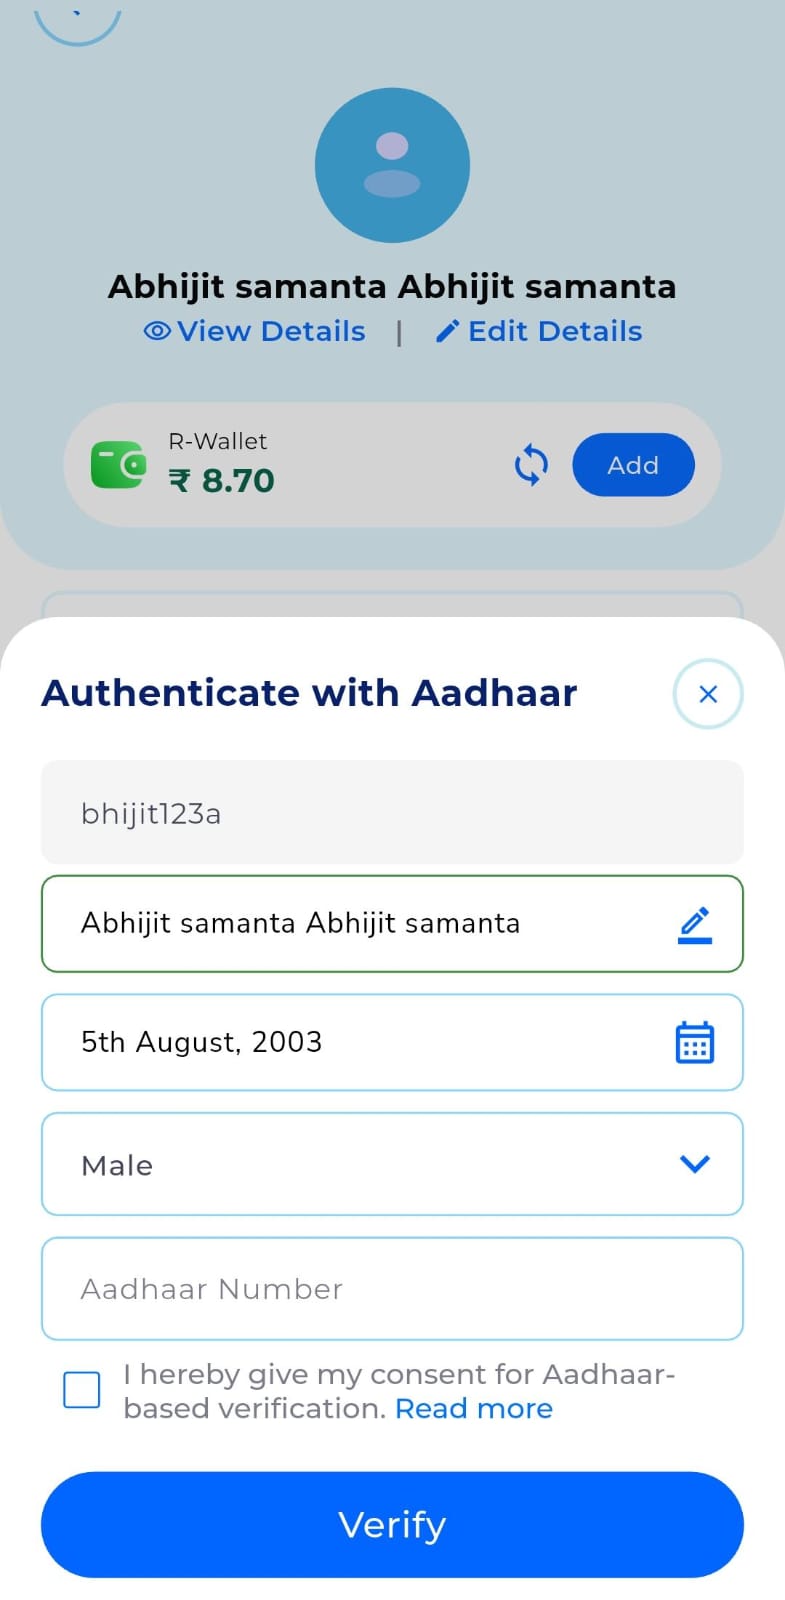 Abhijit samanta Abhijit samanta
View Details | Edit Details
R-Wallet
₹ 8.70
Add
Authenticate with Aadhaar
bhijit123a
Abhijit samanta Abhijit samanta
5th August, 2003
Male
Aadhaar Number
I hereby give my consent for Aadhaar-
based verification. Read more
Verify